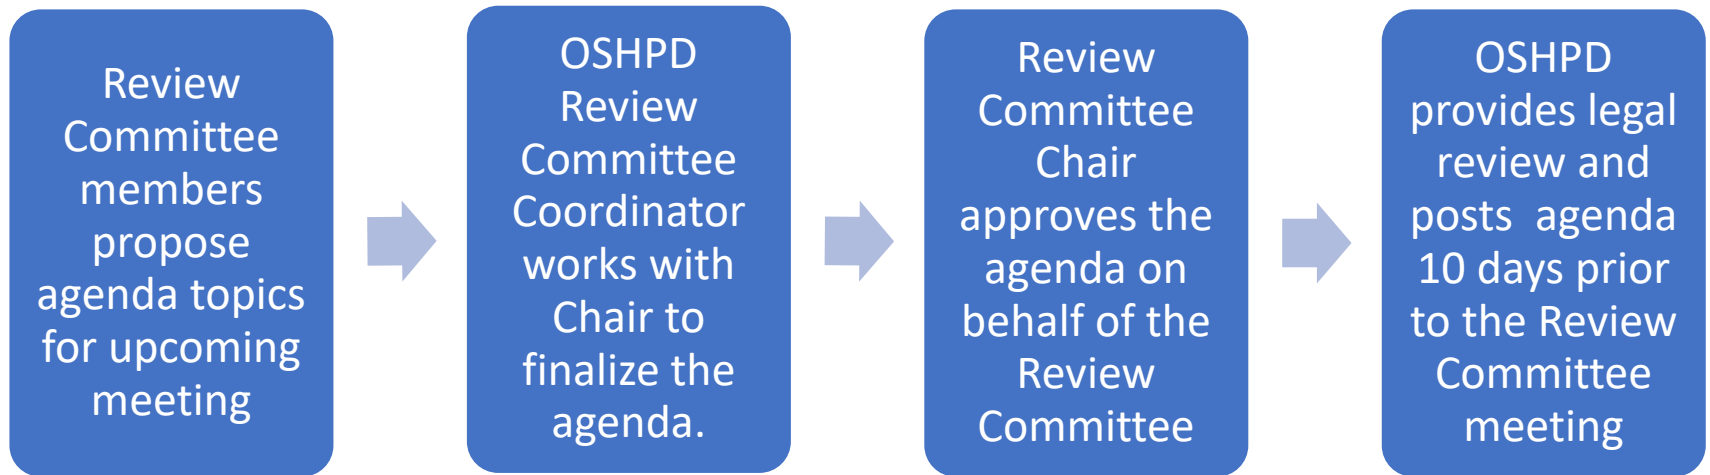 Review
Committee
members
propose
agenda topics
for upcoming
meeting
OSHPD
Review
Committee
Coordinator
works with
Chair to
finalize the
agenda.
Review
Committee
Chair
approves the
agenda on
behalf of the
Review
Committee
OSHPD
provides legal
review and
posts  agenda
10 days prior
to the Review
Committee
meeting